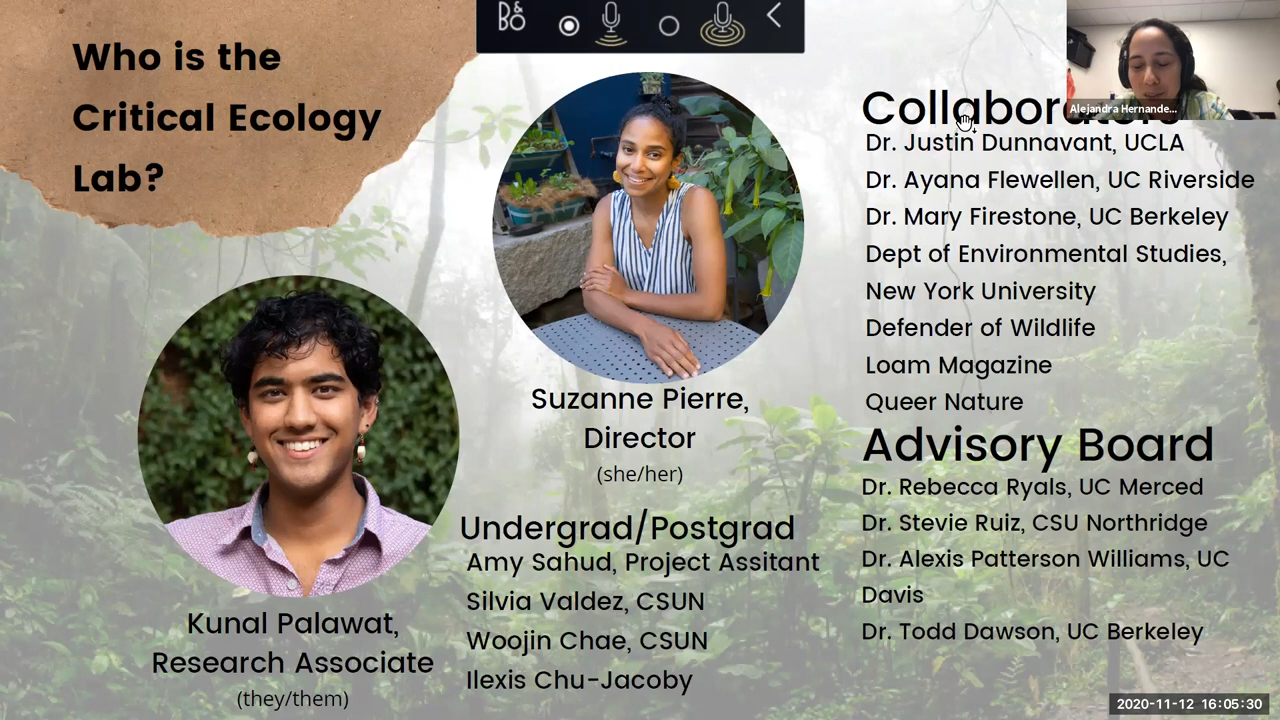 Who is the
Critical Ecology
Lab?
Kunal Palawat,
Research Associate
(they/them)
Suzanne Pierre,
Director
(she/her)
Undergrad/Postgrad
Amy Sahud, Project Assitant
Silvia Valdez, CSUN
Woojin Chae, CSUN
Ilexis Chu-Jacoby
Alejandra Hernande...
Dr. Justin Dunnavant, UCLA
Dr. Ayana Flewellen, UC Riverside
Dr. Mary Firestone, UC Berkeley
Dept of Environmental Studies,
New York University
Defender of Wildlife
Loam Magazine
Queer Nature
Advisory Board
Dr. Rebecca Ryals, UC Merced
Dr. Stevie Ruiz, CSU Northridge
Dr. Alexis Patterson Williams, UC
Davis
Dr. Todd Dawson, UC Berkeley
2020-11-12 16:05:30